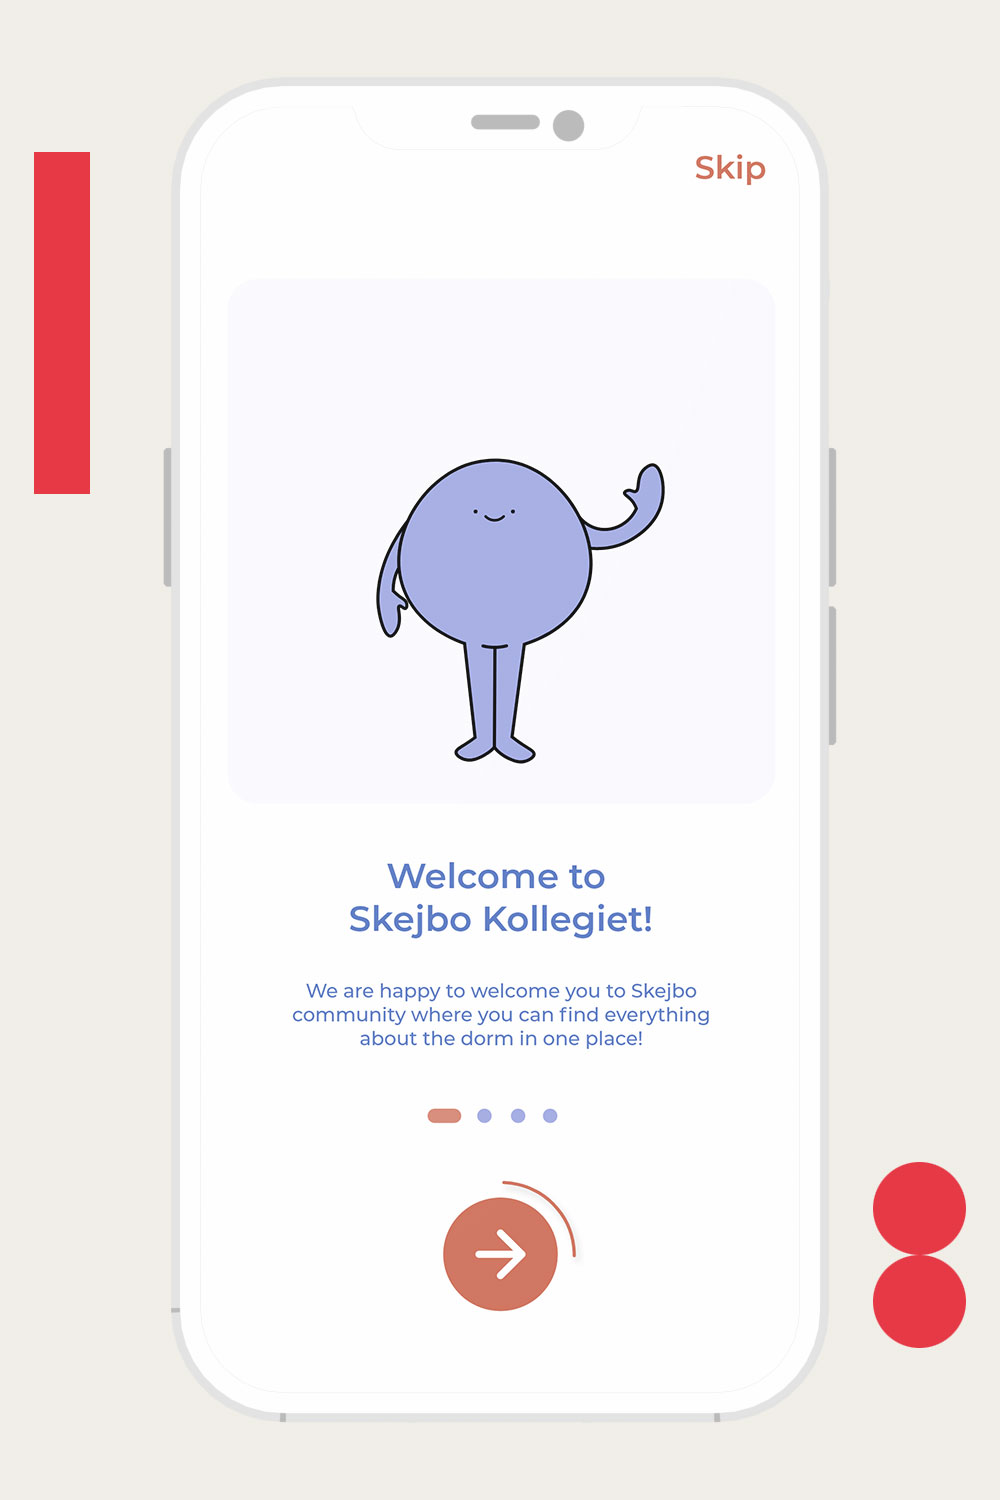 Skip
Welcome to
Skejbo Kollegiet!
We are happy to welcome you to Skejbo
community where you can find everything
about the dorm in one place!